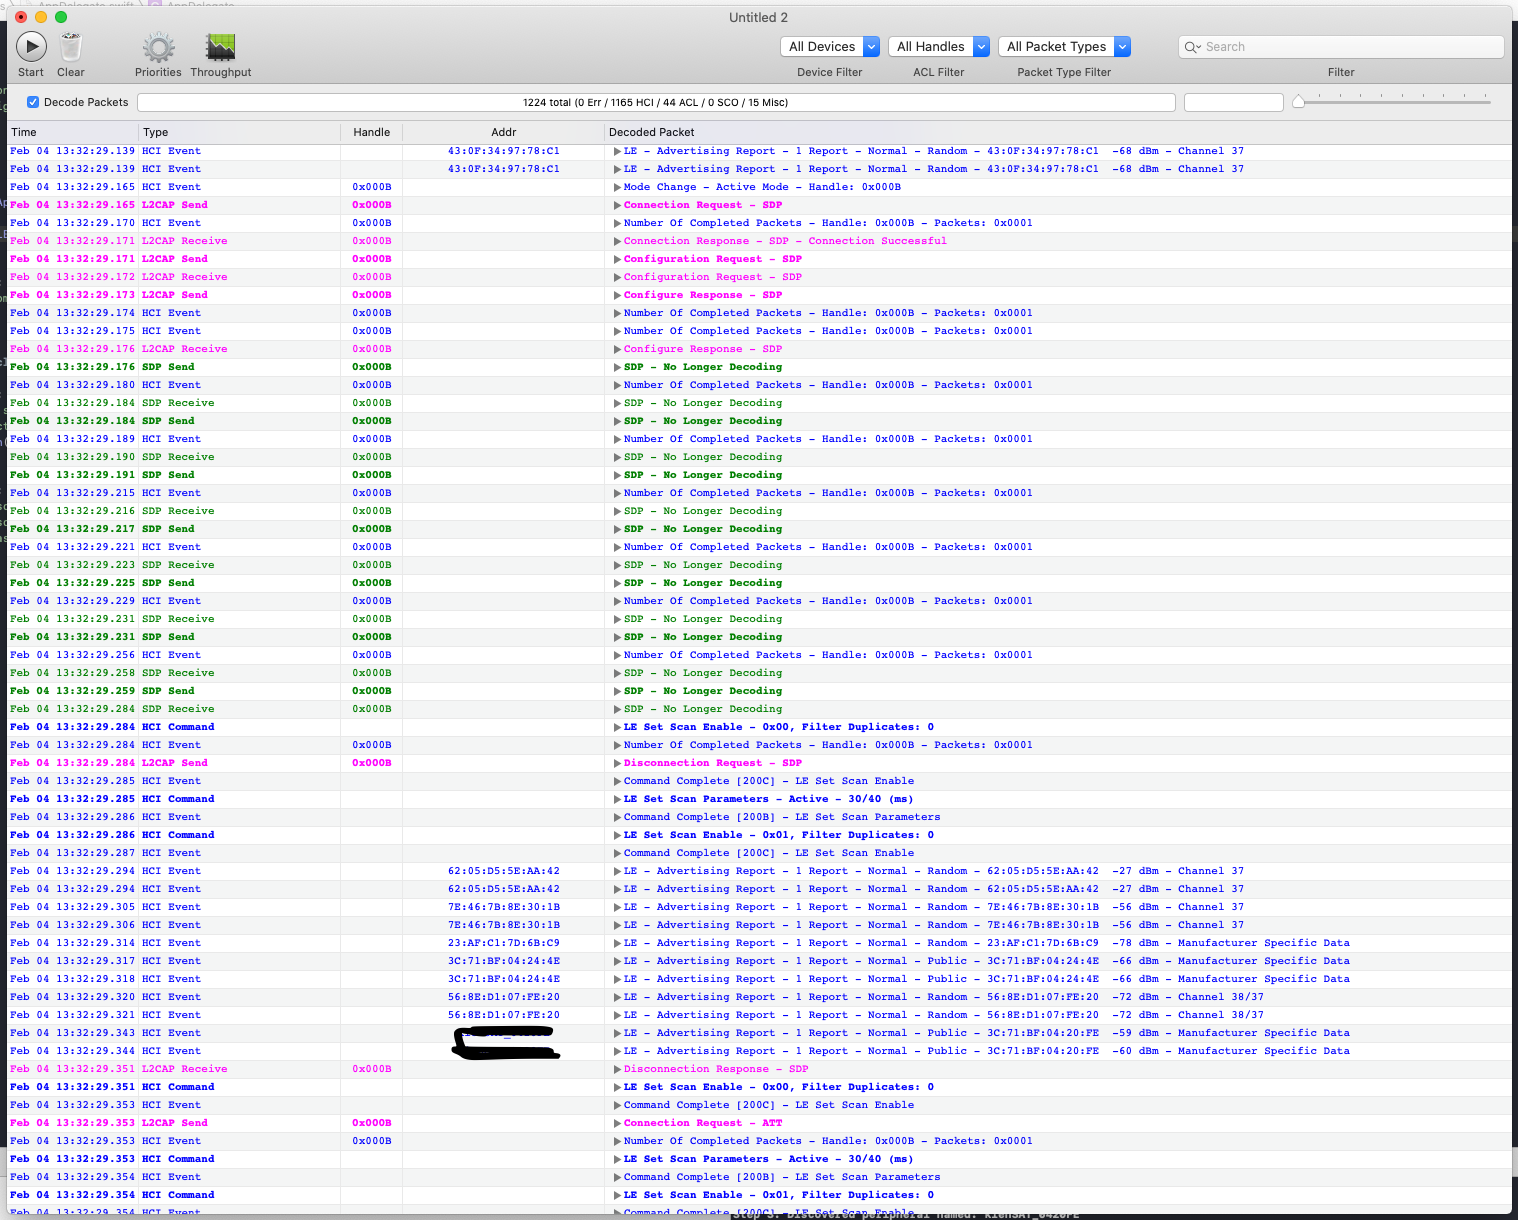 Untitled 2
Start Clear Priorities Throughput
All Devices All Handles All Packet Types Search
Device Filter ACL Filter Packet Type Filter Filter
Decode Packets 1224 total (0 Err / 1165 HCI / 44 ACL / 0 SCO / 15 Misc)
Time Type Handle Addr Decoded Packet
Feb 04 13:32:29.139 HCI Event 43:0F:34:97:78:C1 LE - Advertising Report - 1 Report - Normal - Random - 43:0F:34:97:78:C1 -68 dBm - Channel 37
Feb 04 13:32:29.139 HCI Event 43:0F:34:97:78:C1 LE - Advertising Report - 1 Report - Normal - Random - 43:0F:34:97:78:C1 -68 dBm - Channel 37
Feb 04 13:32:29.165 HCI Event 0x000B Mode Change - Active Mode - Handle: 0x000B
Feb 04 13:32:29.165 L2CAP Send 0x000B Connection Request - SDP
Feb 04 13:32:29.170 HCI Event 0x000B Number Of Completed Packets - Handle: 0x000B - Packets: 0x0001
Feb 04 13:32:29.171 L2CAP Receive 0x000B Connection Response - SDP - Connection Successful
Feb 04 13:32:29.171 L2CAP Send 0x000B Configuration Request - SDP
Feb 04 13:32:29.172 L2CAP Receive 0x000B Configuration Request - SDP
Feb 04 13:32:29.173 L2CAP Send 0x000B Configure Response - SDP
Feb 04 13:32:29.174 HCI Event 0x000B Number Of Completed Packets - Handle: 0x000B - Packets: 0x0001
Feb 04 13:32:29.175 HCI Event 0x000B Number Of Completed Packets - Handle: 0x000B - Packets: 0x0001
Feb 04 13:32:29.176 L2CAP Receive 0x000B Configure Response - SDP
Feb 04 13:32:29.176 SDP Send 0x000B SDP - No Longer Decoding
Feb 04 13:32:29.180 HCI Event 0x000B Number Of Completed Packets - Handle: 0x000B - Packets: 0x0001
Feb 04 13:32:29.184 SDP Receive 0x000B SDP - No Longer Decoding
Feb 04 13:32:29.184 SDP Send 0x000B SDP - No Longer Decoding
Feb 04 13:32:29.189 HCI Event 0x000B Number Of Completed Packets - Handle: 0x000B - Packets: 0x0001
Feb 04 13:32:29.190 SDP Receive 0x000B SDP - No Longer Decoding
Feb 04 13:32:29.191 SDP Send 0x000B SDP - No Longer Decoding
Feb 04 13:32:29.215 HCI Event 0x000B Number Of Completed Packets - Handle: 0x000B - Packets: 0x0001
Feb 04 13:32:29.216 SDP Receive 0x000B SDP - No Longer Decoding
Feb 04 13:32:29.217 SDP Send 0x000B SDP - No Longer Decoding
Feb 04 13:32:29.221 HCI Event 0x000B Number Of Completed Packets - Handle: 0x000B - Packets: 0x0001
Feb 04 13:32:29.223 SDP Receive 0x000B SDP - No Longer Decoding
Feb 04 13:32:29.225 SDP Send 0x000B SDP - No Longer Decoding
Feb 04 13:32:29.229 HCI Event 0x000B Number Of Completed Packets - Handle: 0x000B - Packets: 0x0001
Feb 04 13:32:29.231 SDP Receive 0x000B SDP - No Longer Decoding
Feb 04 13:32:29.231 SDP Send 0x000B SDP - No Longer Decoding
Feb 04 13:32:29.256 HCI Event 0x000B Number Of Completed Packets - Handle: 0x000B - Packets: 0x0001
Feb 04 13:32:29.258 SDP Receive 0x000B SDP - No Longer Decoding
Feb 04 13:32:29.259 SDP Send 0x000B SDP - No Longer Decoding
Feb 04 13:32:29.284 SDP Receive 0x000B SDP - No Longer Decoding
Feb 04 13:32:29.284 HCI Command LE Set Scan Enable - 0x00, Filter Duplicates: 0
Feb 04 13:32:29.284 HCI Event 0x000B Number Of Completed Packets - Handle: 0x000B - Packets: 0x0001
Feb 04 13:32:29.284 L2CAP Send 0x000B Disconnection Request - SDP
Feb 04 13:32:29.285 HCI Event Command Complete [200C] - LE Set Scan Enable
Feb 04 13:32:29.285 HCI Command LE Set Scan Parameters - Active - 30/40 (ms)
Feb 04 13:32:29.286 HCI Event Command Complete [200B] - LE Set Scan Parameters
Feb 04 13:32:29.286 HCI Command LE Set Scan Enable - 0x01, Filter Duplicates: 0
Feb 04 13:32:29.287 HCI Event Command Complete [200C] - LE Set Scan Enable
Feb 04 13:32:29.294 HCI Event 62:05:D5:5E:AA:42 LE - Advertising Report - 1 Report - Normal - Random - 62:05:D5:5E:AA:42 -27 dBm - Channel 37
Feb 04 13:32:29.294 HCI Event 62:05:D5:5E:AA:42 LE - Advertising Report - 1 Report - Normal - Random - 62:05:D5:5E:AA:42 -27 dBm - Channel 37
Feb 04 13:32:29.305 HCI Event 7E:46:7B:8E:30:1B LE - Advertising Report - 1 Report - Normal - Random - 7E:46:7B:8E:30:1B -56 dBm - Channel 37
Feb 04 13:32:29.306 HCI Event 7E:46:7B:8E:30:1B LE - Advertising Report - 1 Report - Normal - Random - 7E:46:7B:8E:30:1B -56 dBm - Channel 37
Feb 04 13:32:29.314 HCI Event 23:AF:C1:7D:6B:C9 LE - Advertising Report - 1 Report - Normal - Random - 23:AF:C1:7D:6B:C9 -78 dBm - Manufacturer Specific Data
Feb 04 13:32:29.317 HCI Event 3C:71:BF:04:24:4E LE - Advertising Report - 1 Report - Normal - Public - 3C:71:BF:04:24:4E -66 dBm - Manufacturer Specific Data
Feb 04 13:32:29.318 HCI Event 3C:71:BF:04:24:4E LE - Advertising Report - 1 Report - Normal - Public - 3C:71:BF:04:24:4E -66 dBm - Manufacturer Specific Data
Feb 04 13:32:29.320 HCI Event 56:8E:D1:07:FE:20 LE - Advertising Report - 1 Report - Normal - Random - 56:8E:D1:07:FE:20 -72 dBm - Channel 38/37
Feb 04 13:32:29.321 HCI Event 56:8E:D1:07:FE:20 LE - Advertising Report - 1 Report - Normal - Random - 56:8E:D1:07:FE:20 -72 dBm - Channel 38/37
Feb 04 13:32:29.343 HCI Event LE - Advertising Report - 1 Report - Normal - Public - 3C:71:BF:04:20:FE -59 dBm - Manufacturer Specific Data
Feb 04 13:32:29.344 HCI Event LE - Advertising Report - 1 Report - Normal - Public - 3C:71:BF:04:20:FE -60 dBm - Manufacturer Specific Data
Feb 04 13:32:29.351 L2CAP Receive 0x000B Disconnection Response - SDP
Feb 04 13:32:29.351 HCI Command LE Set Scan Enable - 0x00, Filter Duplicates: 0
Feb 04 13:32:29.353 HCI Event Command Complete [200C] - LE Set Scan Enable
Feb 04 13:32:29.353 L2CAP Send 0x000B Connection Request - ATT
Feb 04 13:32:29.353 HCI Event 0x000B Number Of Completed Packets - Handle: 0x000B - Packets: 0x0001
Feb 04 13:32:29.353 HCI Command LE Set Scan Parameters - Active - 30/40 (ms)
Feb 04 13:32:29.354 HCI Event Command Complete [200B] - LE Set Scan Parameters
Feb 04 13:32:29.354 HCI Command LE Set Scan Enable - 0x01, Filter Duplicates: 0
Feb 04 13:32:29.354 HCI Event Command Complete [200C] - LE Set Scan Enable